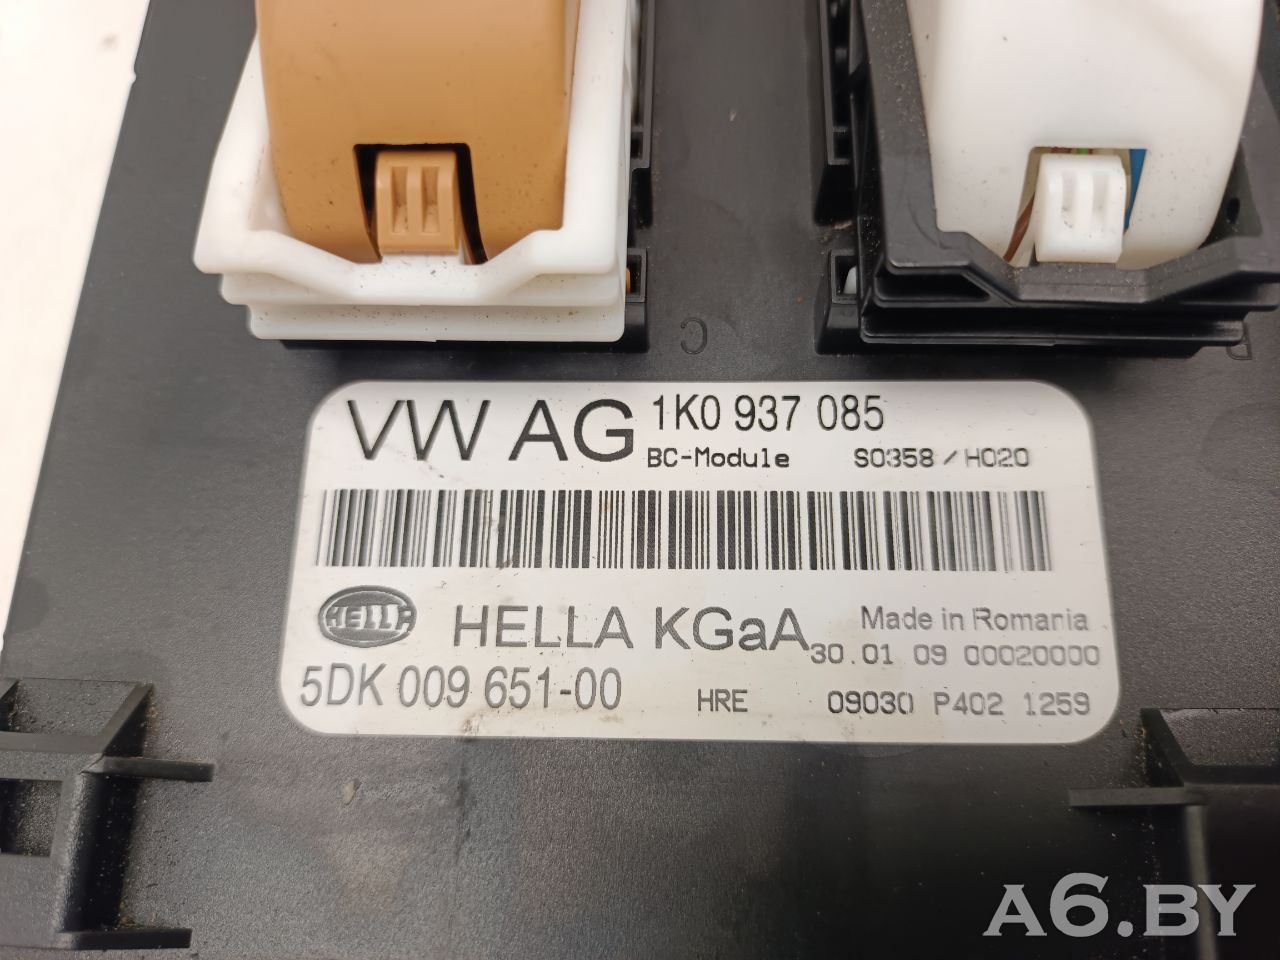 C
B
VW AG 1K0 937 085
BC-Module S0358/H020
HELLA HELLA KGaA Made in Romania
30.01 09 00020000
5DK 009 651-00 HRE 09030 P402 1259
A6.BY